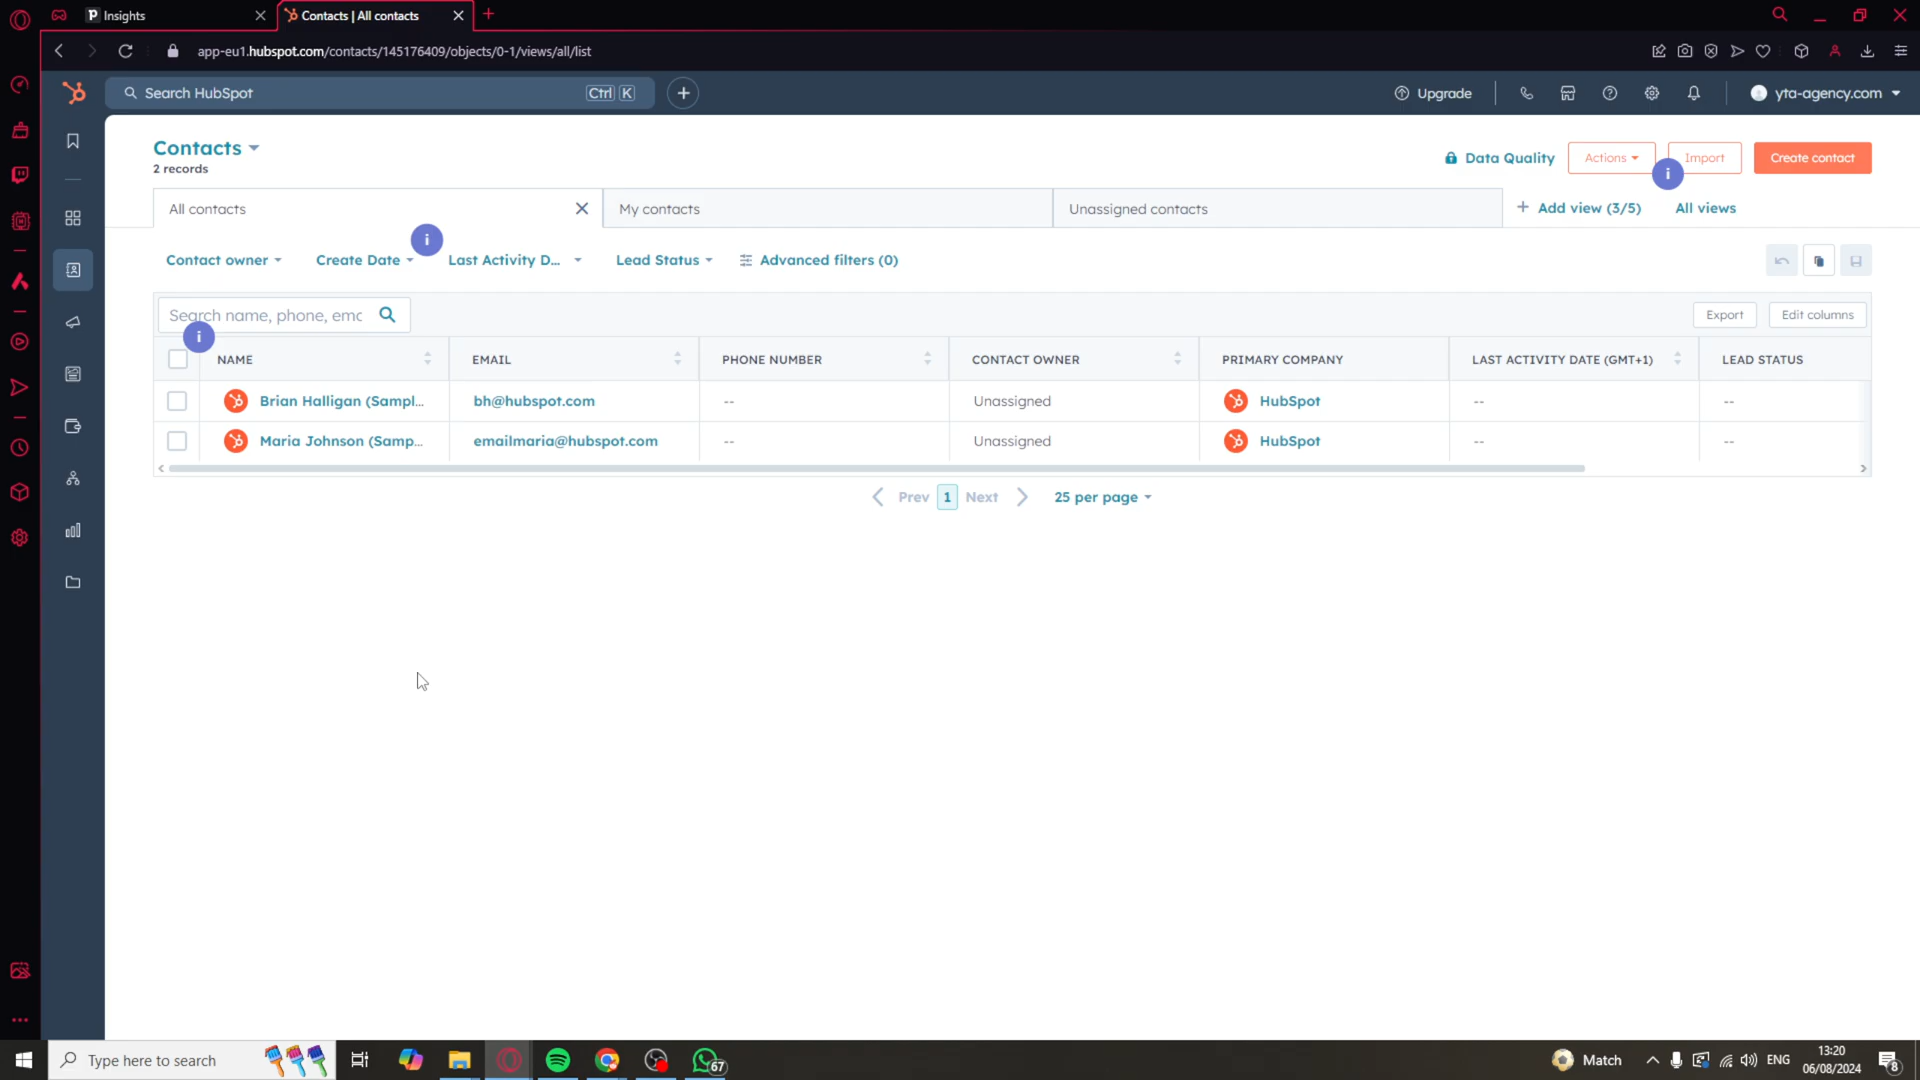 Insights
Contacts | All contacts
app-eu1.hubspot.com/contacts/145176409/objects/0-1/views/all/list
Search HubSpot
Ctrl K
Upgrade
yta-agency.com
Contacts
2 records
Data Quality
Actions
Import
Create contact
All contacts
My contacts
Unassigned contacts
Add view (3/5)
All views
Contact owner
Create Date
Last Activity D...
Lead Status
Advanced filters (0)
Search name, phone, emc
Export
Edit columns
NAME EMAIL PHONE NUMBER CONTACT OWNER PRIMARY COMPANY LAST ACTIVITY DATE (GMT+1) LEAD STATUS
Brian Halligan (Sampl... bh@hubspot.com -- Unassigned HubSpot -- --
Maria Johnson (Samp... emailmaria@hubspot.com -- Unassigned HubSpot -- --
Prev 1 Next 25 per page
Type here to search
67
Match
ENG
13:20
06/08/2024
8